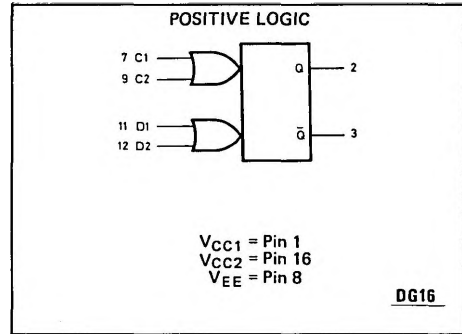 POSITIVE LOGIC
7 C1
9 C2
Q 2
11 D1
12 D2
Q̄ 3
VCC1 = Pin 1
VCC2 = Pin 16
VEE = Pin 8
DG16